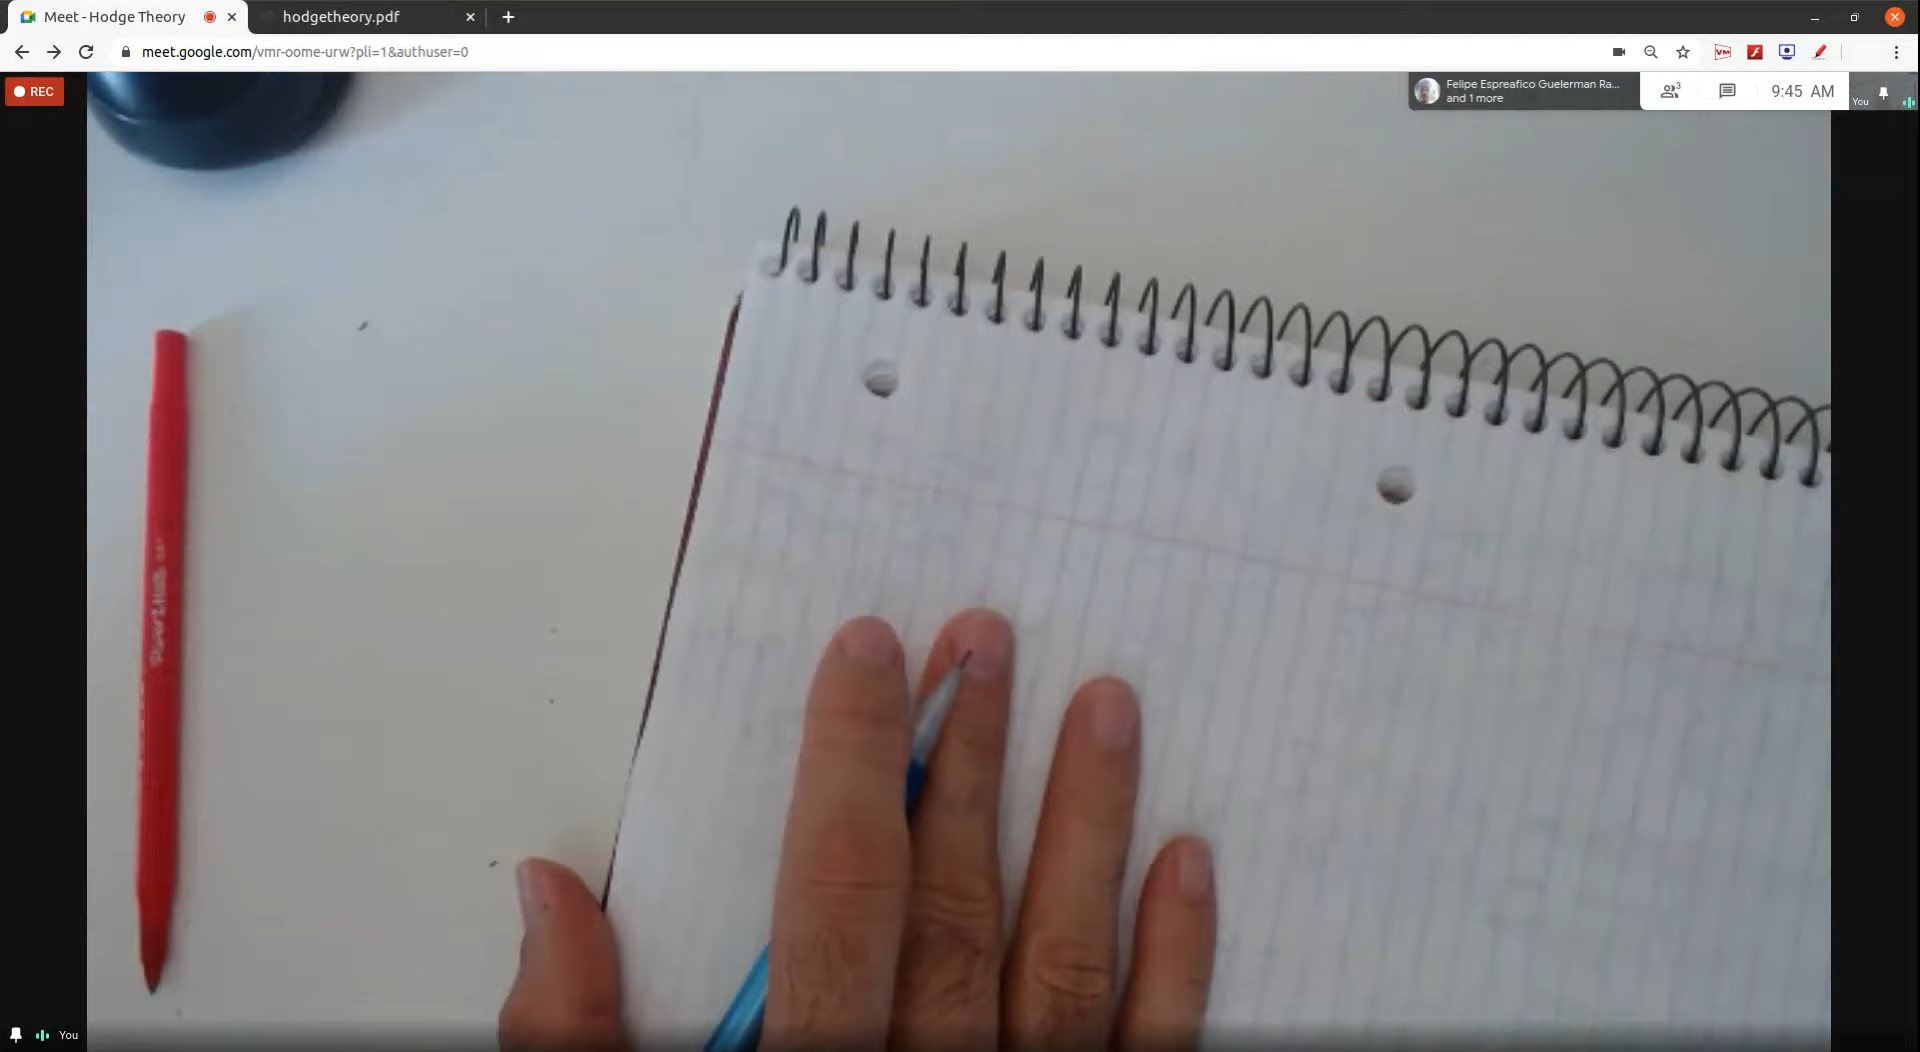 Meet - Hodge Theory
hodgetheory.pdf
meet.google.com/vmr-oome-urw?pli=1&authuser=0
REC
Felipe Espreafico Guelerman Ra...
and 1 more
3
9:45 AM
You
You